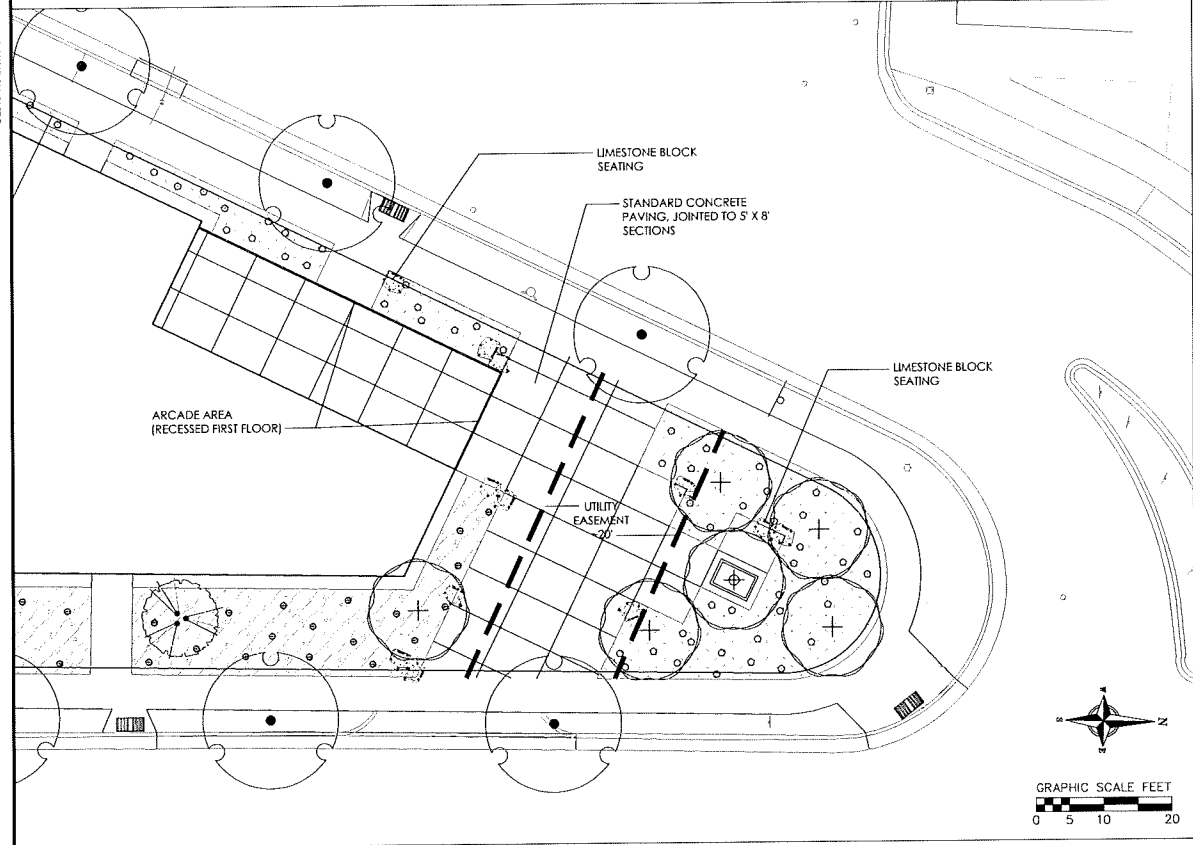 LIMESTONE BLOCK
SEATING
STANDARD CONCRETE
PAVING, JOINTED TO 5' X 8'
SECTIONS
LIMESTONE BLOCK
SEATING
ARCADE AREA
(RECESSED FIRST FLOOR)
UTILITY
EASEMENT
~20'
W
S
N
E
GRAPHIC SCALE FEET
0 5 10 20